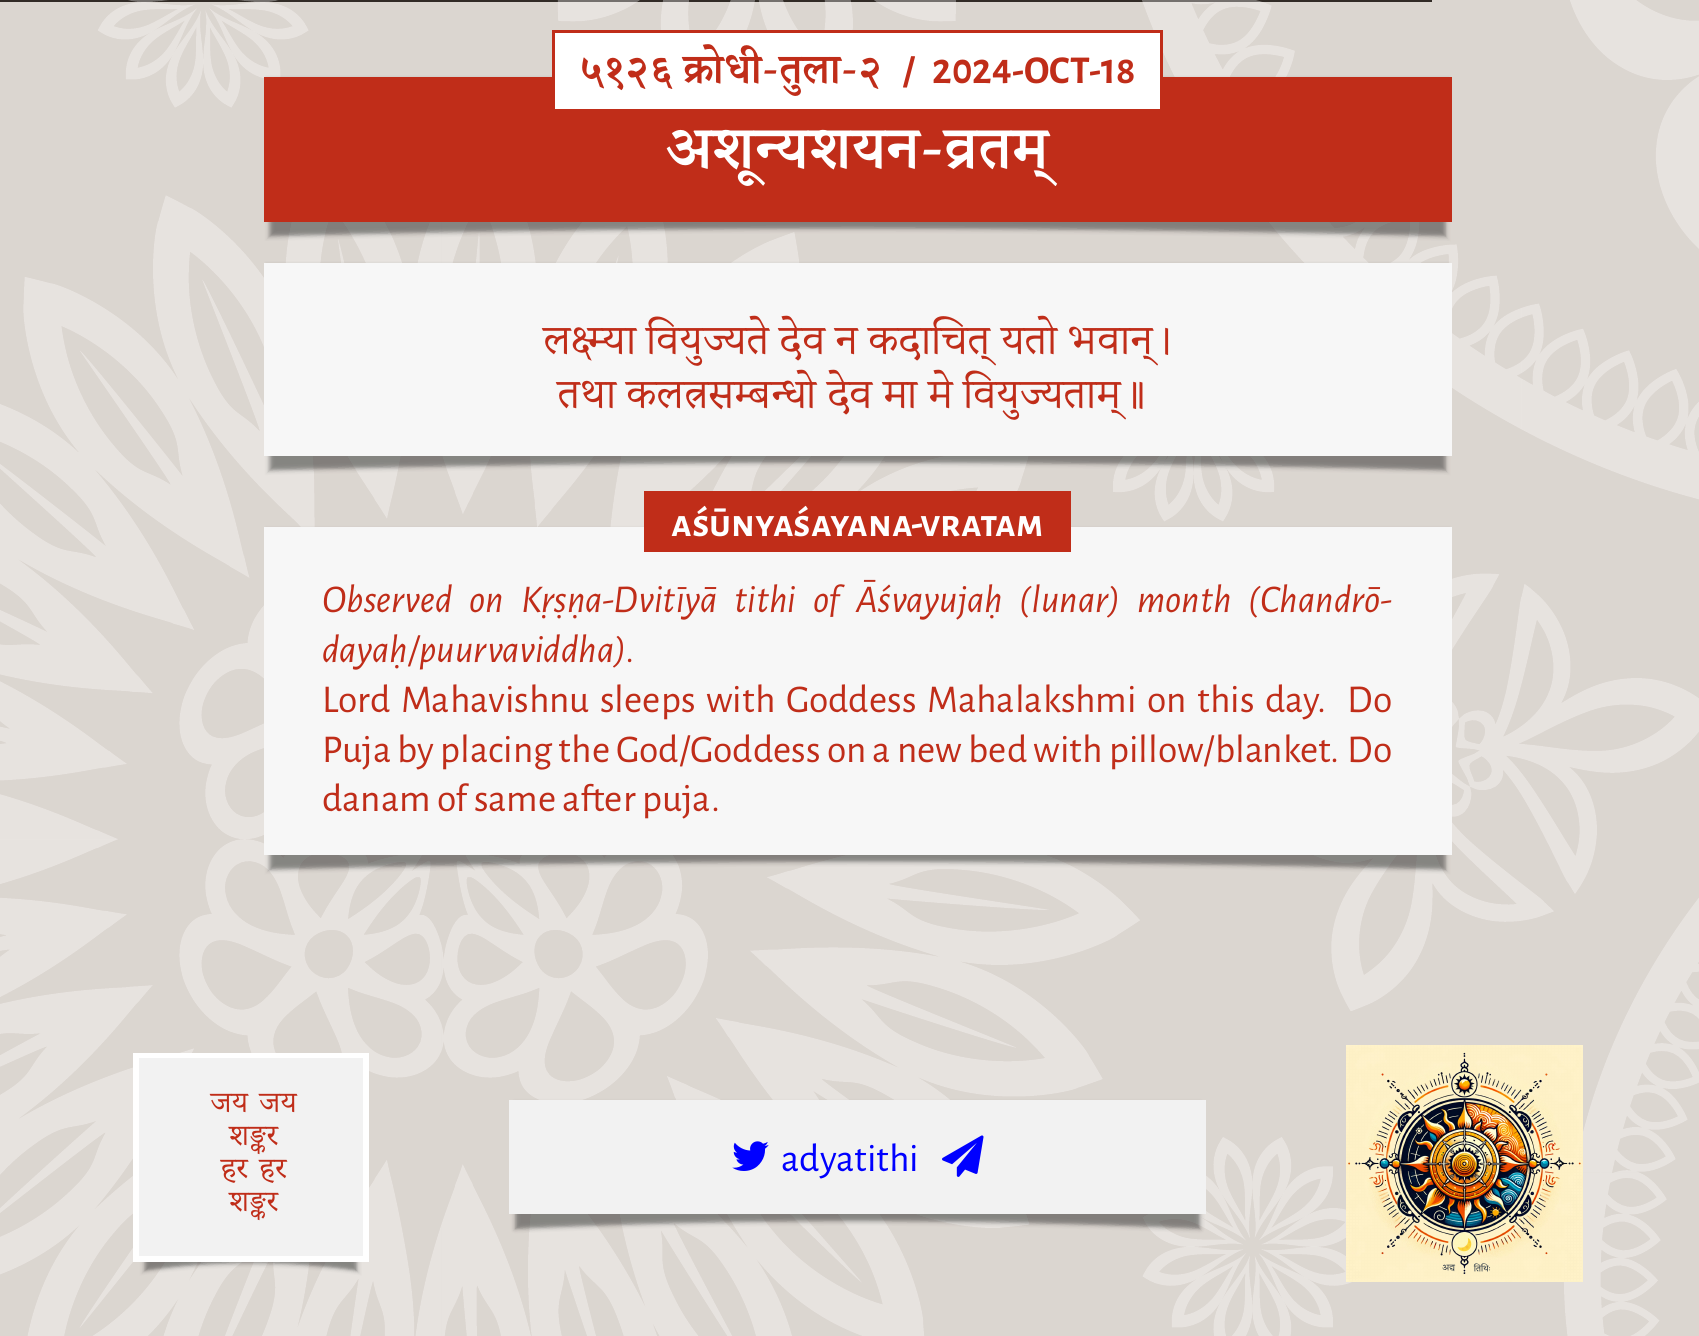 ५१२६ क्रोधी-तुला-२ / 2024-OCT-18
अशून्यशयन-व्रतम्
लक्ष्म्या वियुज्यते देव न कदाचित् यतो भवान्।
तथा कलत्रसम्बन्धो देव मा मे वियुज्यताम्॥
AŚŪNYAŚAYANA-VRATAM
Observed on Kṛṣṇa-Dvitīyā tithi of Āśvayujaḥ (lunar) month (Chandrō-
dayaḥ/puurvaviddha).
Lord Mahavishnu sleeps with Goddess Mahalakshmi on this day. Do
Puja by placing the God/Goddess on a new bed with pillow/blanket. Do
danam of same after puja.
जय जय
शङ्कर
हर हर
शङ्कर
adyatithi
अद्य तिथिः